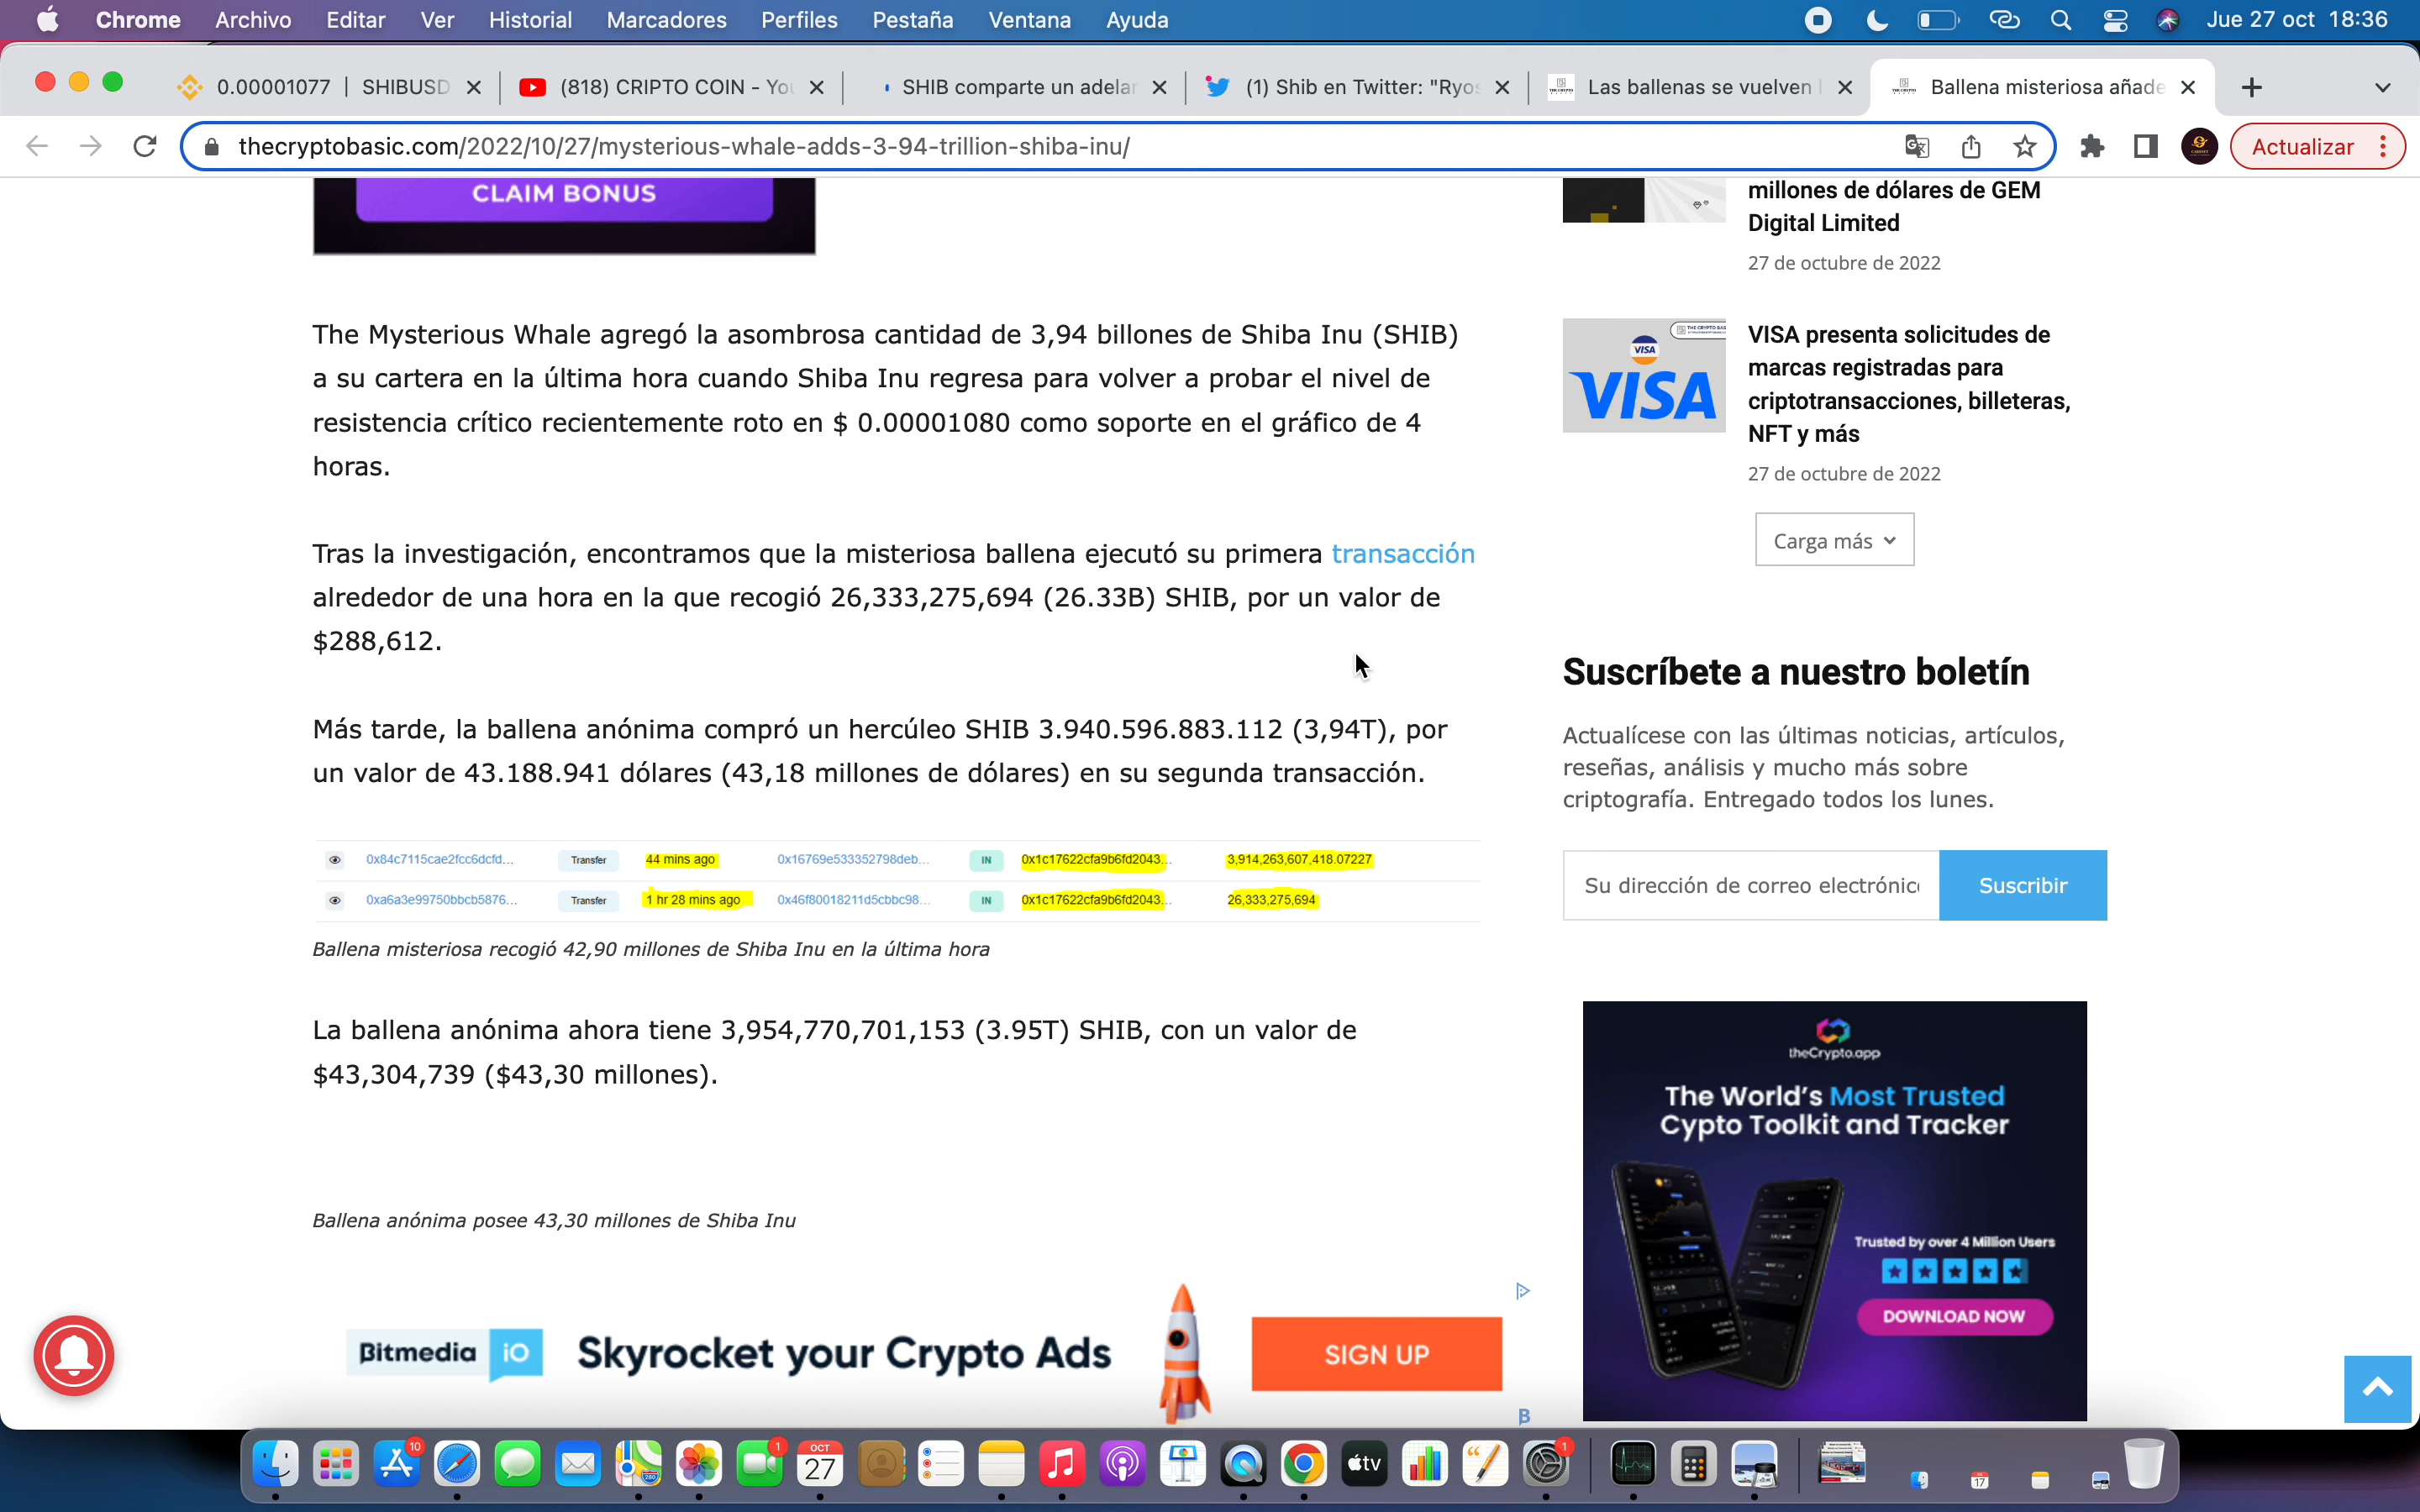 Chrome Archivo Editar Ver Historial Marcadores Perfiles Pestaña Ventana Ayuda Jue 27 oct 18:36
0.00001077 | SHIBUSD (818) CRIPTO COIN - You SHIB comparte un adelan (1) Shib en Twitter: "Ryos Las ballenas se vuelven Ballena misteriosa añade
thecryptobasic.com/2022/10/27/mysterious-whale-adds-3-94-trillion-shiba-inu/ Actualizar
CLAIM BONUS
The Mysterious Whale agregó la asombrosa cantidad de 3,94 billones de Shiba Inu (SHIB)
a su cartera en la última hora cuando Shiba Inu regresa para volver a probar el nivel de
resistencia crítico recientemente roto en $ 0.00001080 como soporte en el gráfico de 4
horas.
Tras la investigación, encontramos que la misteriosa ballena ejecutó su primera transacción
alrededor de una hora en la que recogió 26,333,275,694 (26.33B) SHIB, por un valor de
$288,612.
Más tarde, la ballena anónima compró un hercúleo SHIB 3.940.596.883.112 (3,94T), por
un valor de 43.188.941 dólares (43,18 millones de dólares) en su segunda transacción.
0x84c7115cae2fcc6dcfd... Transfer 44 mins ago 0x16769e533352798deb... IN 0x1c17622cfa9b6fd2043... 3,914,263,607,418.07227
0xa6a3e99750bbcb5876... Transfer 1 hr 28 mins ago 0x46f80018211d5cbbc98... IN 0x1c17622cfa9b6fd2043... 26,333,275,694
Ballena misteriosa recogió 42,90 millones de Shiba Inu en la última hora
La ballena anónima ahora tiene 3,954,770,701,153 (3.95T) SHIB, con un valor de
$43,304,739 ($43,30 millones).
Ballena anónima posee 43,30 millones de Shiba Inu
Bitmedia iO Skyrocket your Crypto Ads SIGN UP
millones de dólares de GEM
Digital Limited
27 de octubre de 2022
VISA
VISA
VISA presenta solicitudes de
marcas registradas para
criptotransacciones, billeteras,
NFT y más
27 de octubre de 2022
Carga más
Suscríbete a nuestro boletín
Actualícese con las últimas noticias, artículos,
reseñas, análisis y mucho más sobre
criptografía. Entregado todos los lunes.
Su dirección de correo electrónico Suscribir
theCrypto.app
The World's Most Trusted
Cypto Toolkit and Tracker
Trusted by over 4 Million Users
DOWNLOAD NOW
10
1
OCT
27
tv
1
17